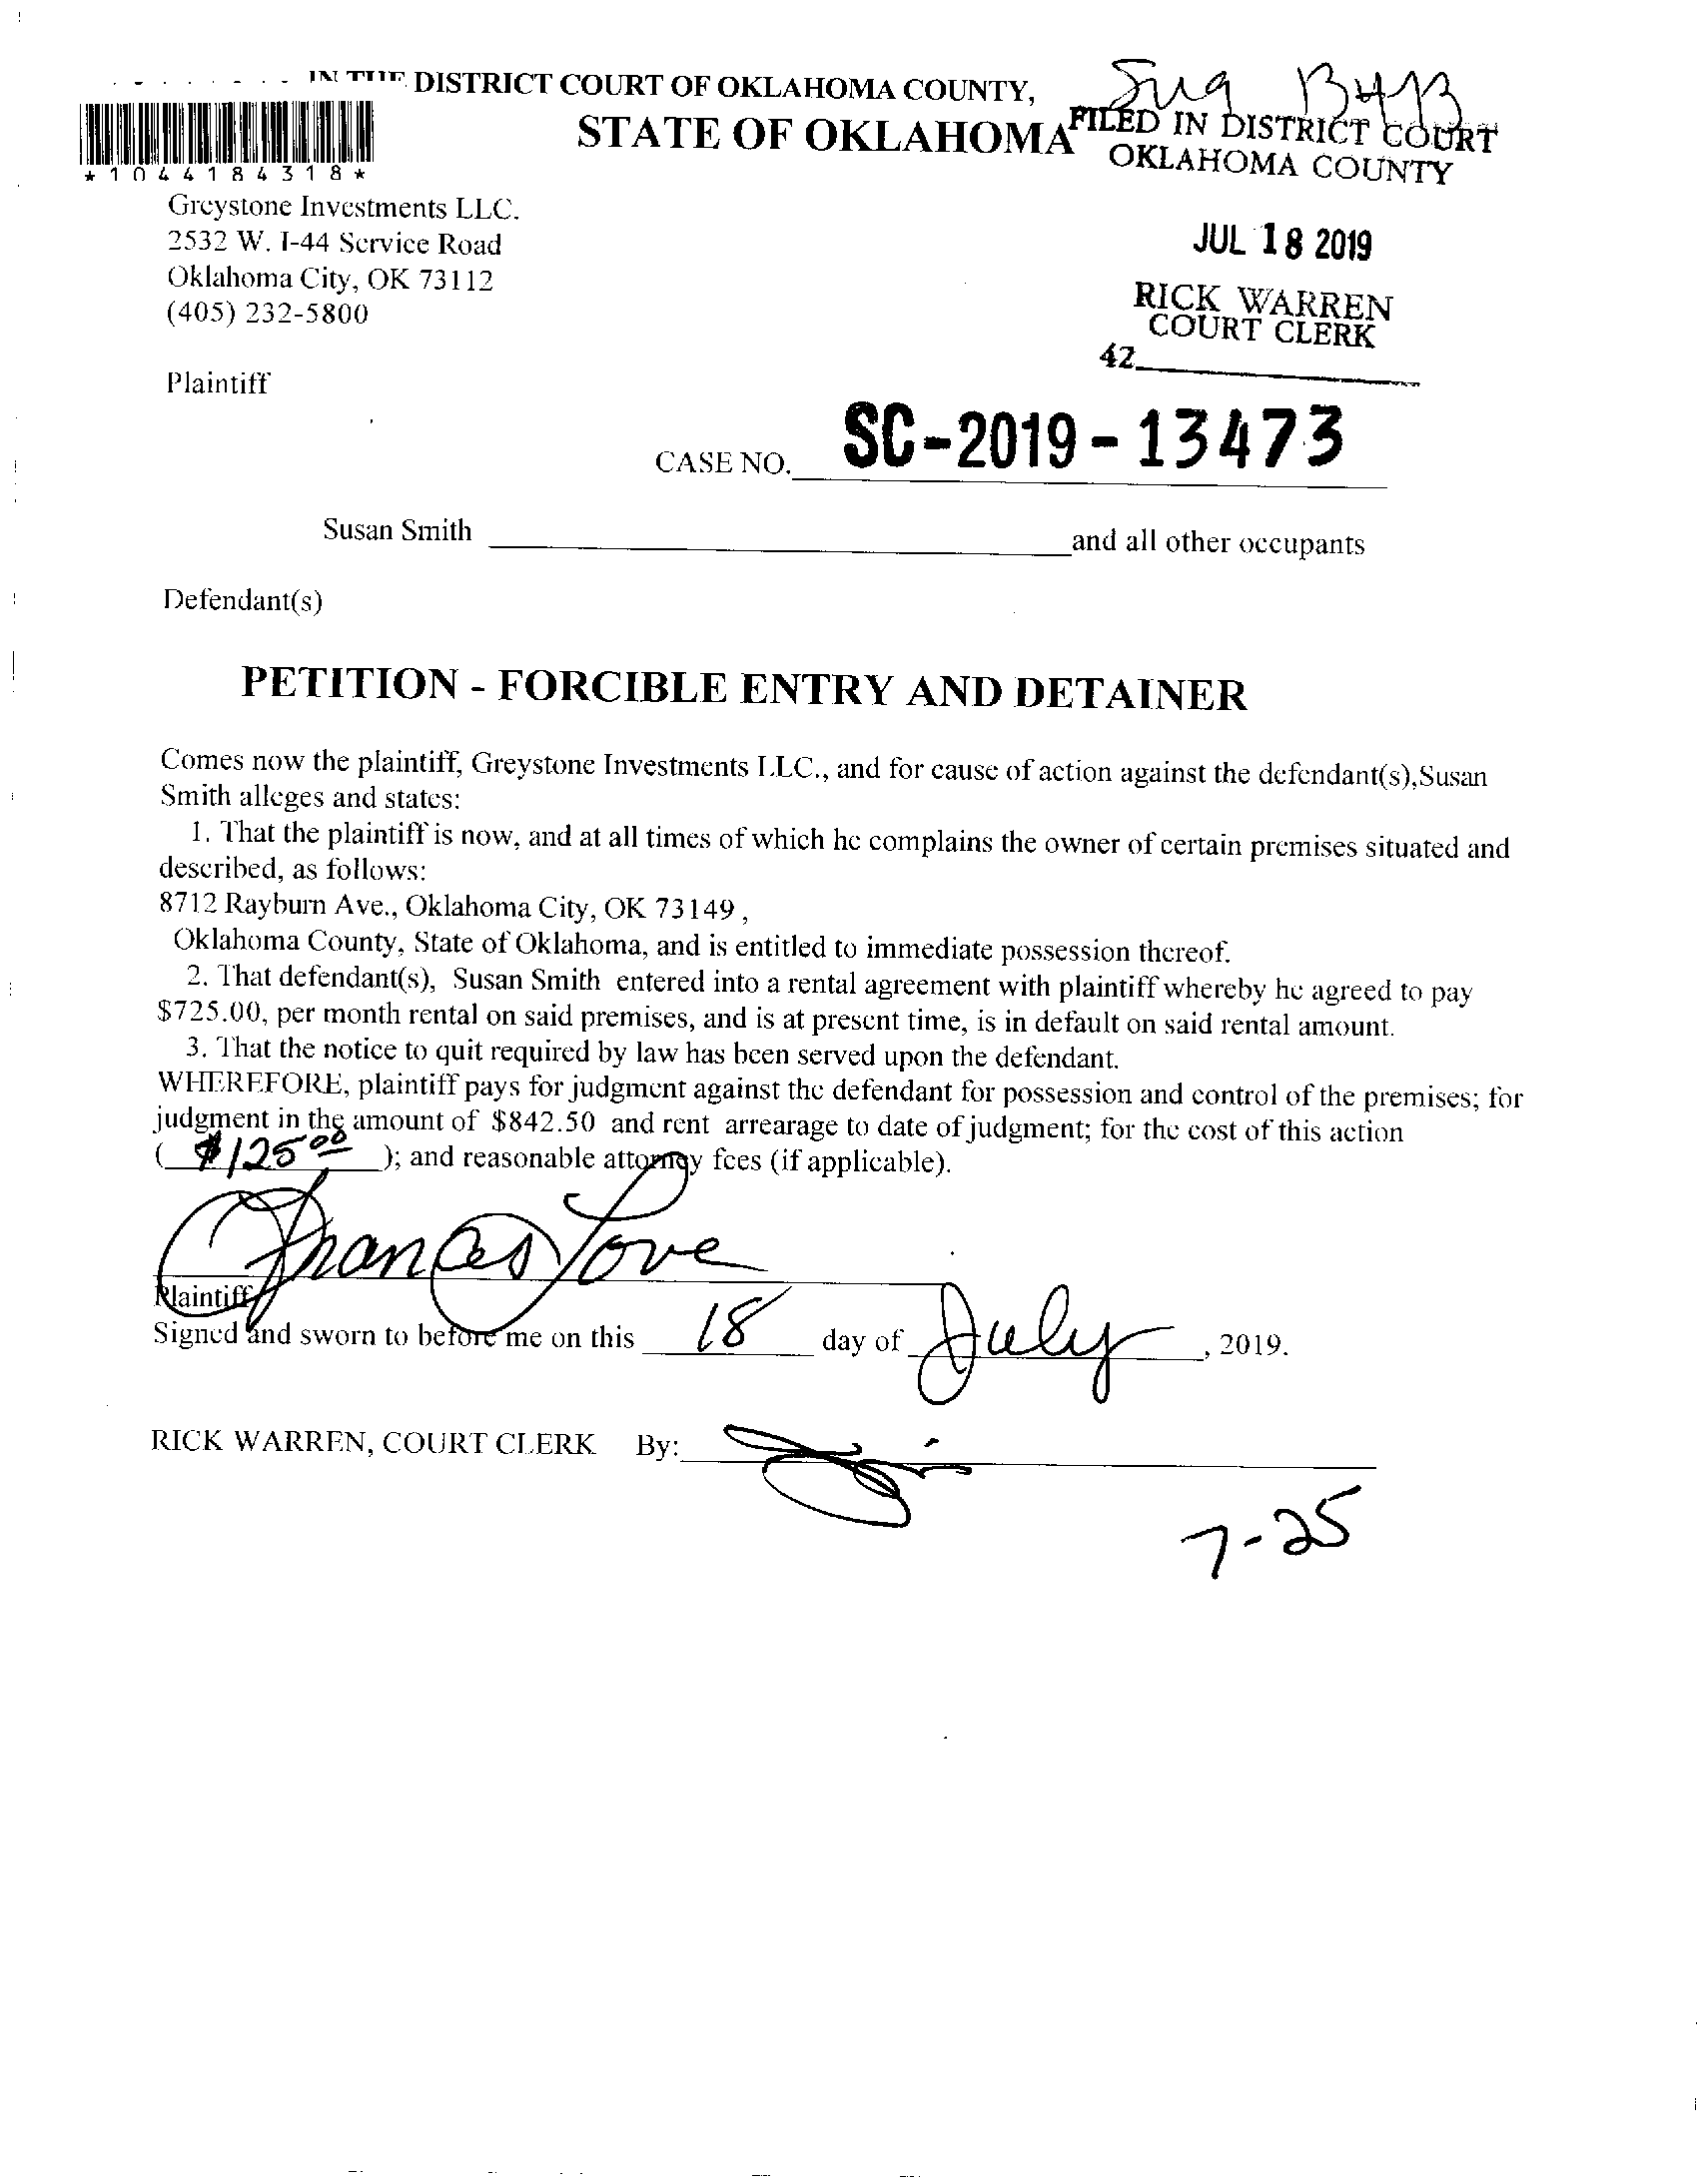 IN THE DISTRICT COURT OF OKLAHOMA COUNTY,
STATE OF OKLAHOMA
FILED IN DISTRICT COURT
OKLAHOMA COUNTY
*1044184318*
Greystone Investments LLC.
2532 W. I-44 Service Road
Oklahoma City, OK 73112
(405) 232-5800
JUL 18 2019
RICK WARREN
COURT CLERK
42
Plaintiff
CASE NO. SC-2019-13473
Susan Smith and all other occupants
Defendant(s)
PETITION - FORCIBLE ENTRY AND DETAINER
Comes now the plaintiff, Greystone Investments LLC., and for cause of action against the defendant(s),Susan
Smith alleges and states:
1. That the plaintiff is now, and at all times of which he complains the owner of certain premises situated and
described, as follows:
8712 Rayburn Ave., Oklahoma City, OK 73149 ,
Oklahoma County, State of Oklahoma, and is entitled to immediate possession thereof.
2. That defendant(s), Susan Smith entered into a rental agreement with plaintiff whereby he agreed to pay
$725.00, per month rental on said premises, and is at present time, is in default on said rental amount.
3. That the notice to quit required by law has been served upon the defendant.
WHEREFORE, plaintiff pays for judgment against the defendant for possession and control of the premises; for
judgment in the amount of $842.50 and rent arrearage to date of judgment; for the cost of this action
( $125.00 ); and reasonable attorney fees (if applicable).
Frances Love
Plaintiff
Signed and sworn to before me on this 18 day of July, 2019.
RICK WARREN, COURT CLERK By:
7-25